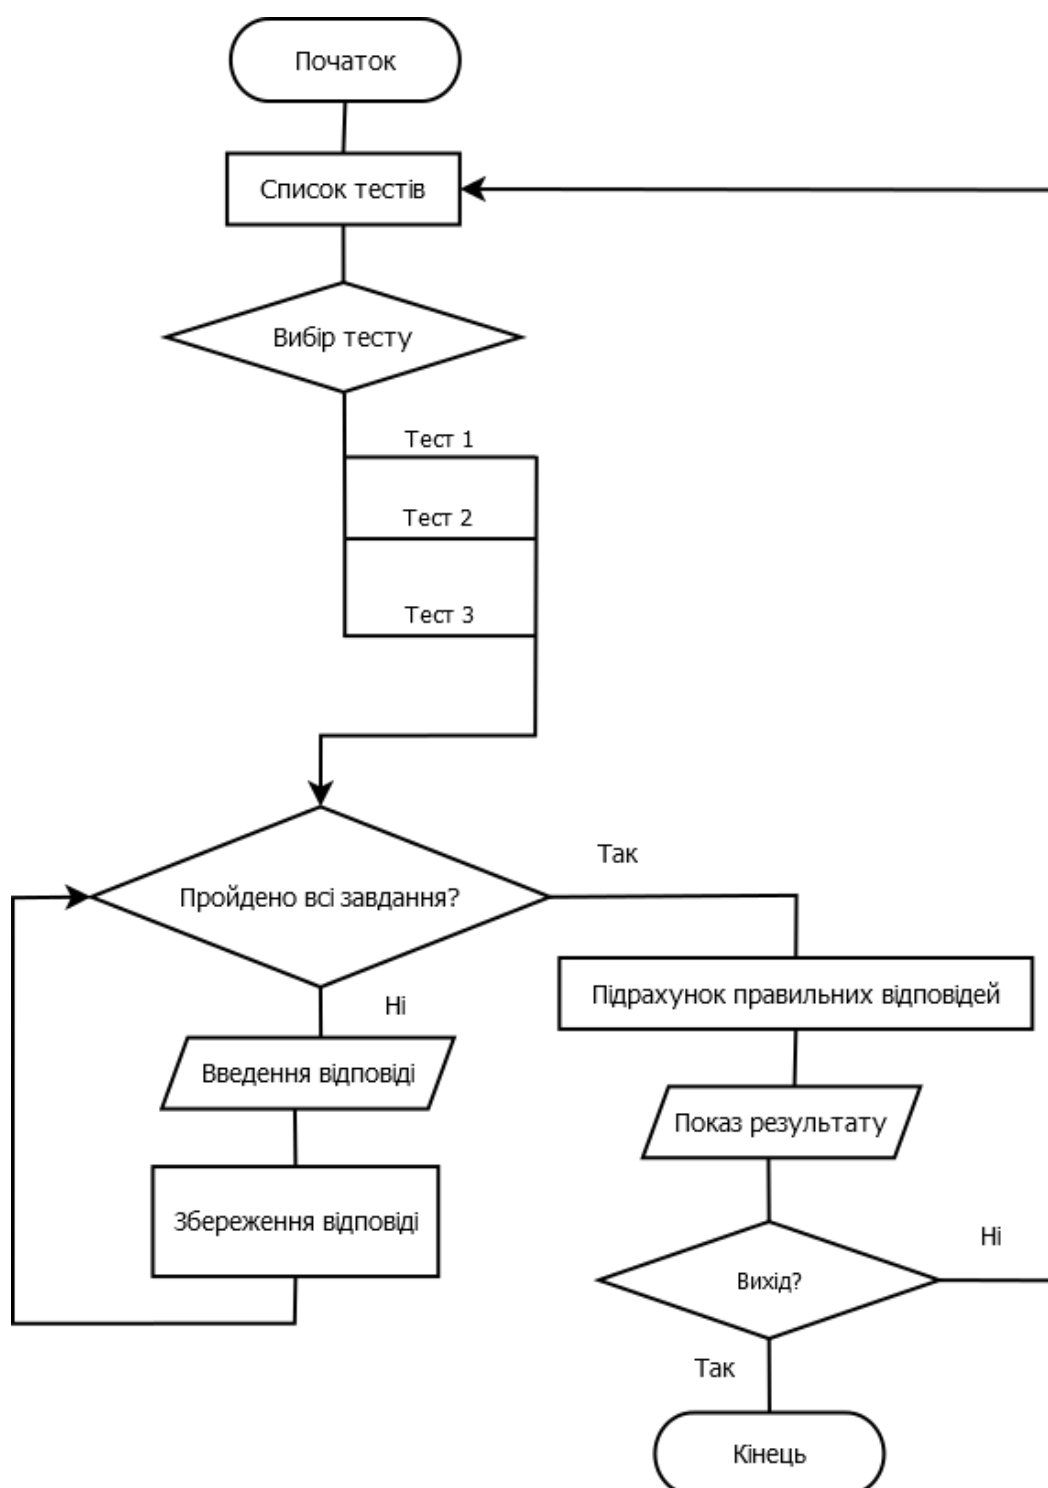 Початок
Список тестів
Вибір тесту
Тест 1
Тест 2
Тест 3
Пройдено всі завдання?
Так
Ні
Введення відповіді
Збереження відповіді
Підрахунок правильних відповідей
Показ результату
Вихід?
Ні
Так
Кінець